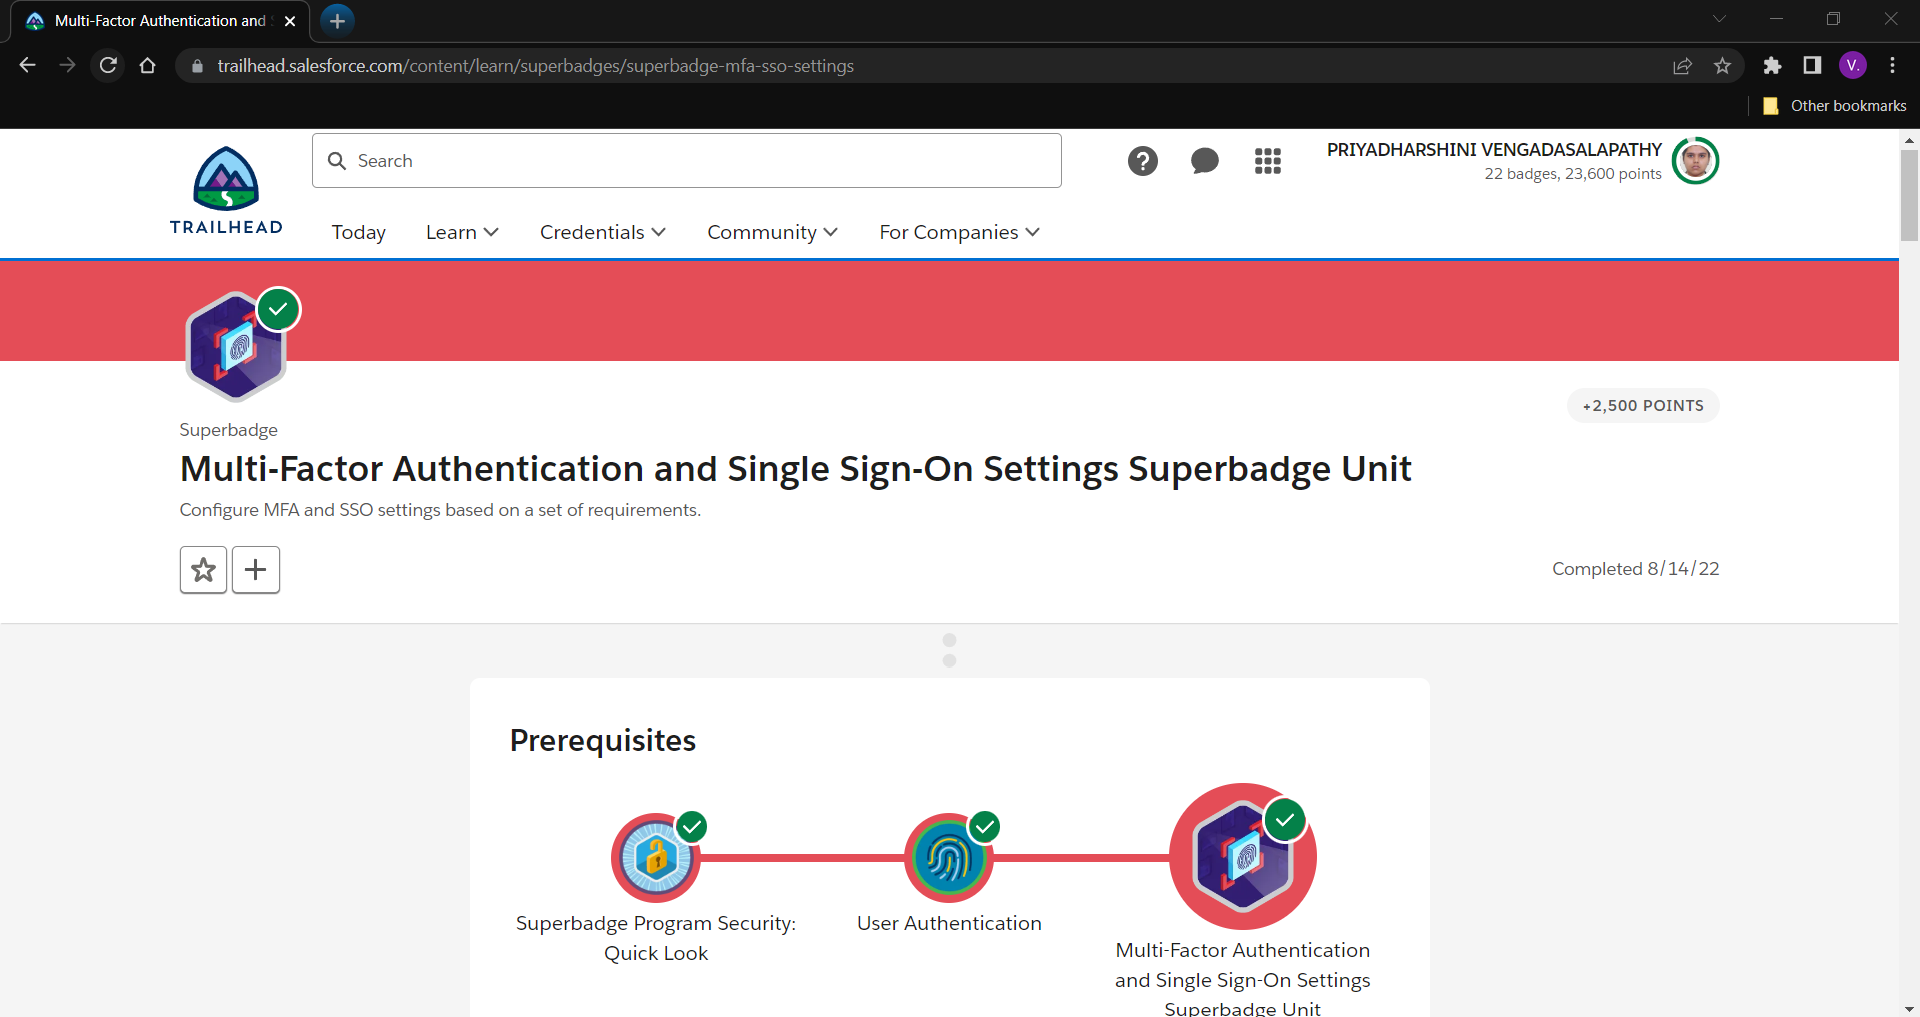 Multi-Factor Authentication and
trailhead.salesforce.com/content/learn/superbadges/superbadge-mfa-sso-settings
V.
Other bookmarks
TRAILHEAD
Search
PRIYADHARSHINI VENGADASALAPATHY
22 badges, 23,600 points
Today Learn Credentials Community For Companies
+2,500 POINTS
Superbadge
Multi-Factor Authentication and Single Sign-On Settings Superbadge Unit
Configure MFA and SSO settings based on a set of requirements.
Completed 8/14/22
Prerequisites
Superbadge Program Security:
Quick Look
User Authentication
Multi-Factor Authentication
and Single Sign-On Settings
Superbadge Unit